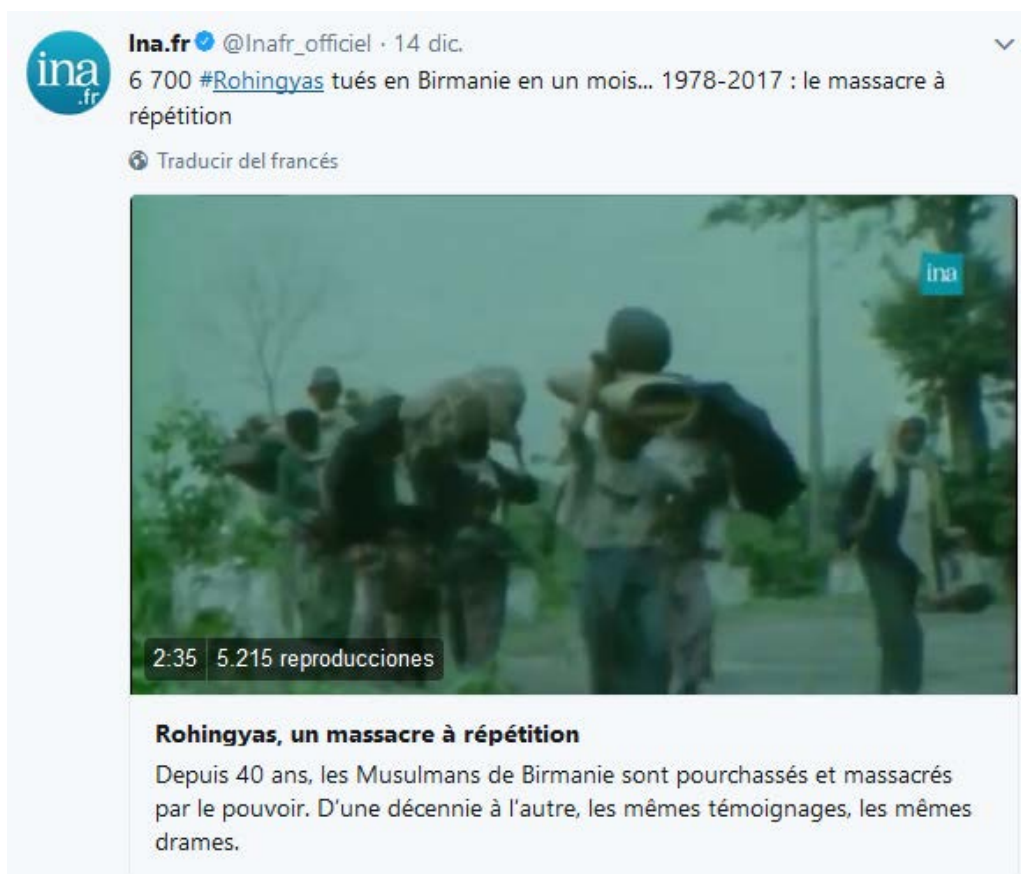 ina
.fr
Ina.fr @Inafr_officiel · 14 dic.
6 700 #Rohingyas tués en Birmanie en un mois... 1978-2017 : le massacre à
répétition
Traducir del francés
ina
2:35 5.215 reproducciones
Rohingyas, un massacre à répétition
Depuis 40 ans, les Musulmans de Birmanie sont pourchassés et massacrés
par le pouvoir. D'une décennie à l'autre, les mêmes témoignages, les mêmes
drames.